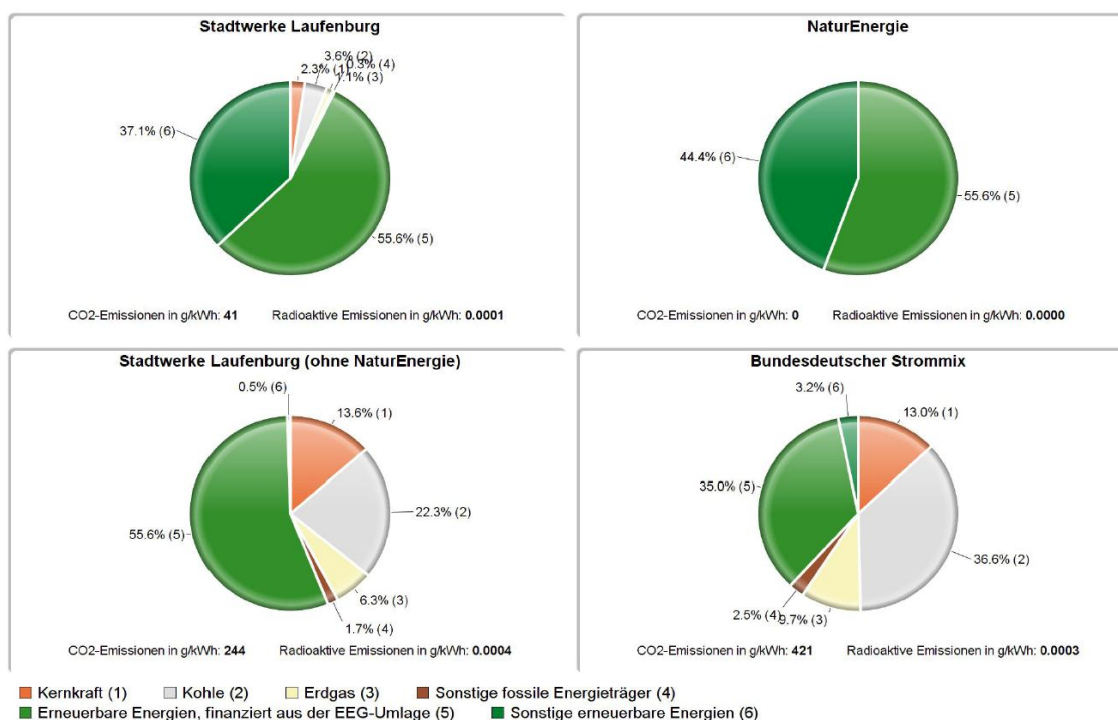 Stadtwerke Laufenburg
3.6% (2)
0.3% (4)
2.3% (1)
1.1% (3)
37.1% (6)
55.6% (5)
CO2-Emissionen in g/kWh: 41 Radioaktive Emissionen in g/kWh: 0.0001
NaturEnergie
44.4% (6)
55.6% (5)
CO2-Emissionen in g/kWh: 0 Radioaktive Emissionen in g/kWh: 0.0000
Stadtwerke Laufenburg (ohne NaturEnergie)
0.5% (6)
13.6% (1)
22.3% (2)
55.6% (5)
6.3% (3)
1.7% (4)
CO2-Emissionen in g/kWh: 244 Radioaktive Emissionen in g/kWh: 0.0004
Bundesdeutscher Strommix
3.2% (6)
13.0% (1)
35.0% (5)
36.6% (2)
2.5% (4)
9.7% (3)
CO2-Emissionen in g/kWh: 421 Radioaktive Emissionen in g/kWh: 0.0003
Kernkraft (1) Kohle (2) Erdgas (3) Sonstige fossile Energieträger (4)
Erneuerbare Energien, finanziert aus der EEG-Umlage (5) Sonstige erneuerbare Energien (6)